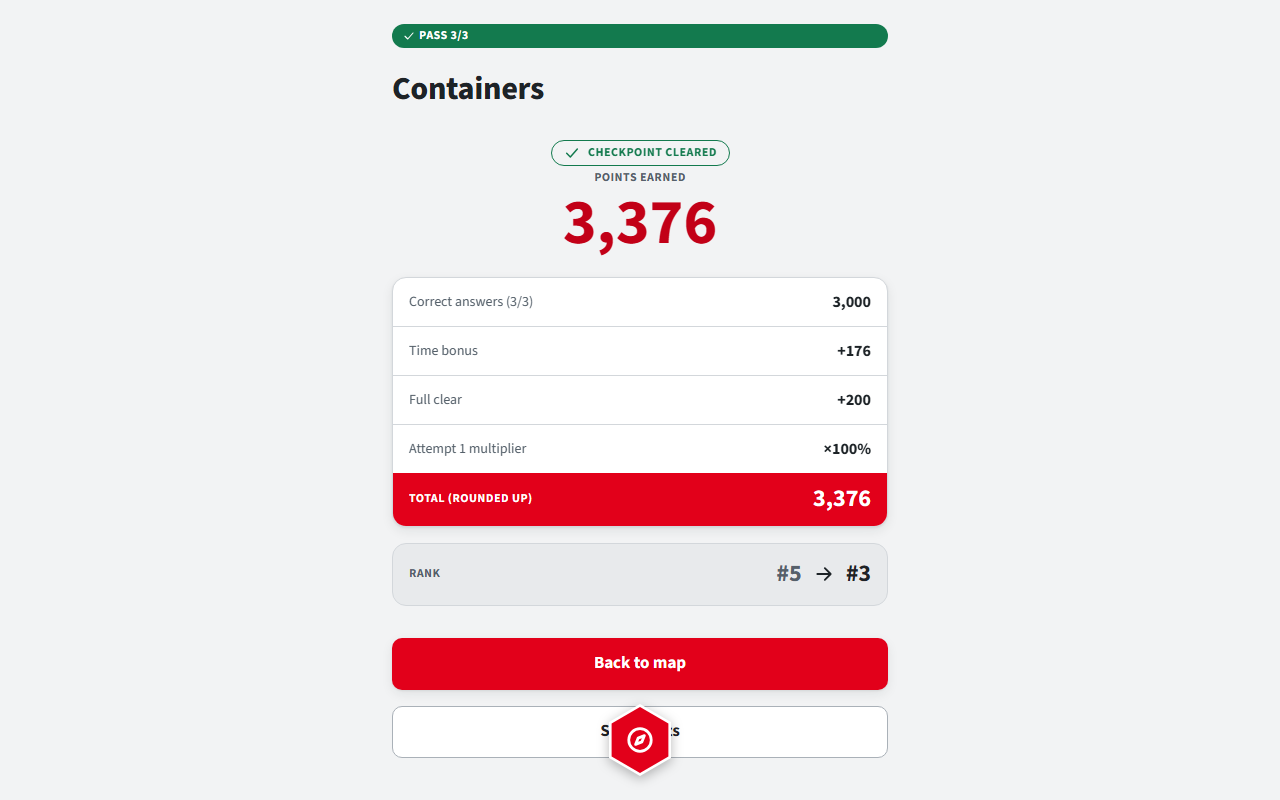 PASS 3/3
Containers
CHECKPOINT CLEARED
POINTS EARNED
3,376
Correct answers (3/3) 3,000
Time bonus +176
Full clear +200
Attempt 1 multiplier ×100%
TOTAL (ROUNDED UP) 3,376
RANK #5 → #3
Back to map